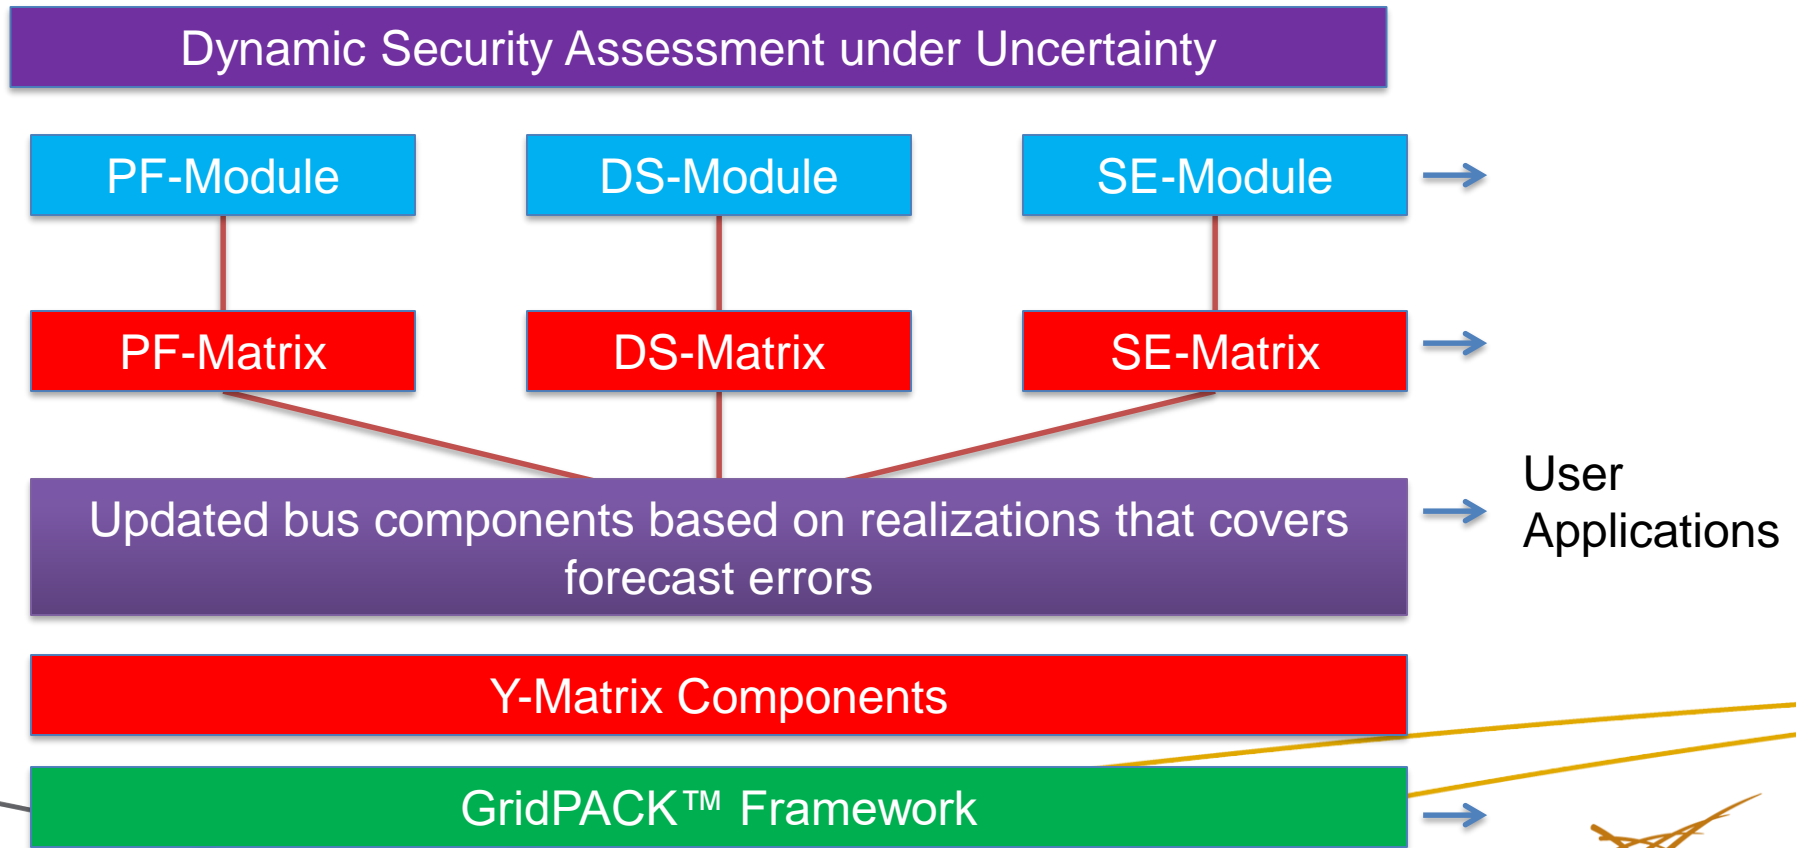 Dynamic Security Assessment under Uncertainty
PF-Module
DS-Module
SE-Module
PF-Matrix
DS-Matrix
SE-Matrix
Updated bus components based on realizations that covers
forecast errors
User
Applications
Y-Matrix Components
GridPACK™ Framework